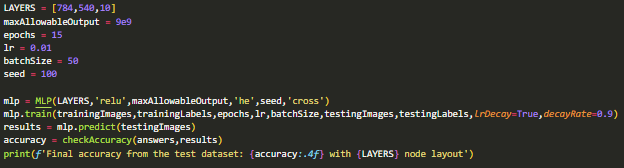 LAYERS = [784,540,10]
maxAllowableOutput = 9e9
epochs = 15
lr = 0.01
batchSize = 50
seed = 100
mlp = MLP(LAYERS,'relu',maxAllowableOutput,'he',seed,'cross')
mlp.train(trainingImages,trainingLabels,epochs,lr,batchSize,testingImages,testingLabels,lrDecay=True,decayRate=0.9)
results = mlp.predict(testingImages)
accuracy = checkAccuracy(answers,results)
print(f'Final accuracy from the test dataset: {accuracy:.4f} with {LAYERS} node layout')